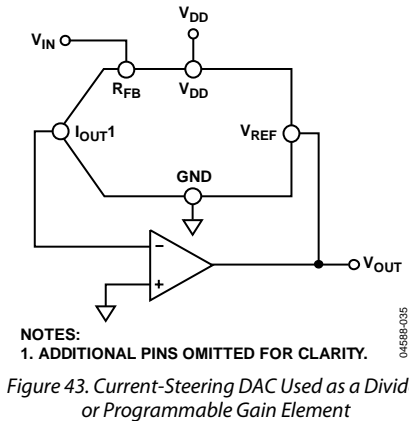 VDD
VIN
RFB
VDD
IOUT1
VREF
GND
VOUT
NOTES:
1. ADDITIONAL PINS OMITTED FOR CLARITY.
04588-035
Figure 43. Current-Steering DAC Used as a Divid
or Programmable Gain Element